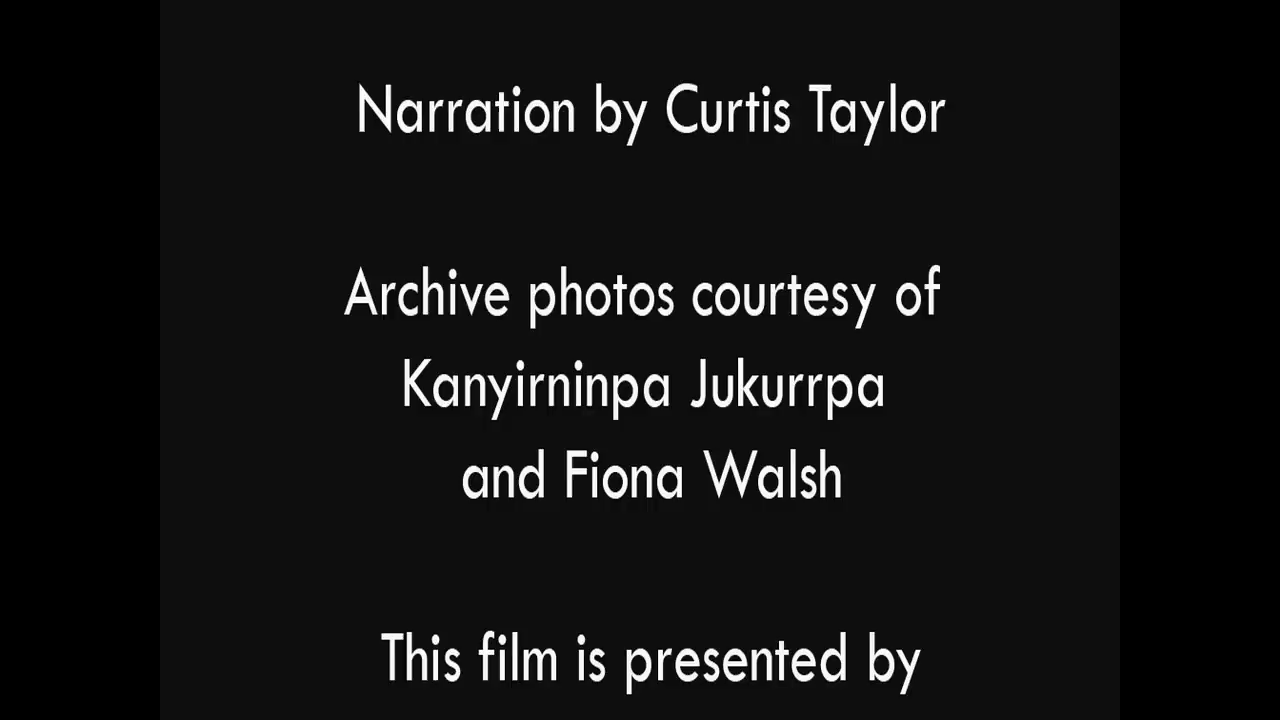 Narration by Curtis Taylor
Archive photos courtesy of
Kanyirninpa Jukurrpa
and Fiona Walsh
This film is presented by